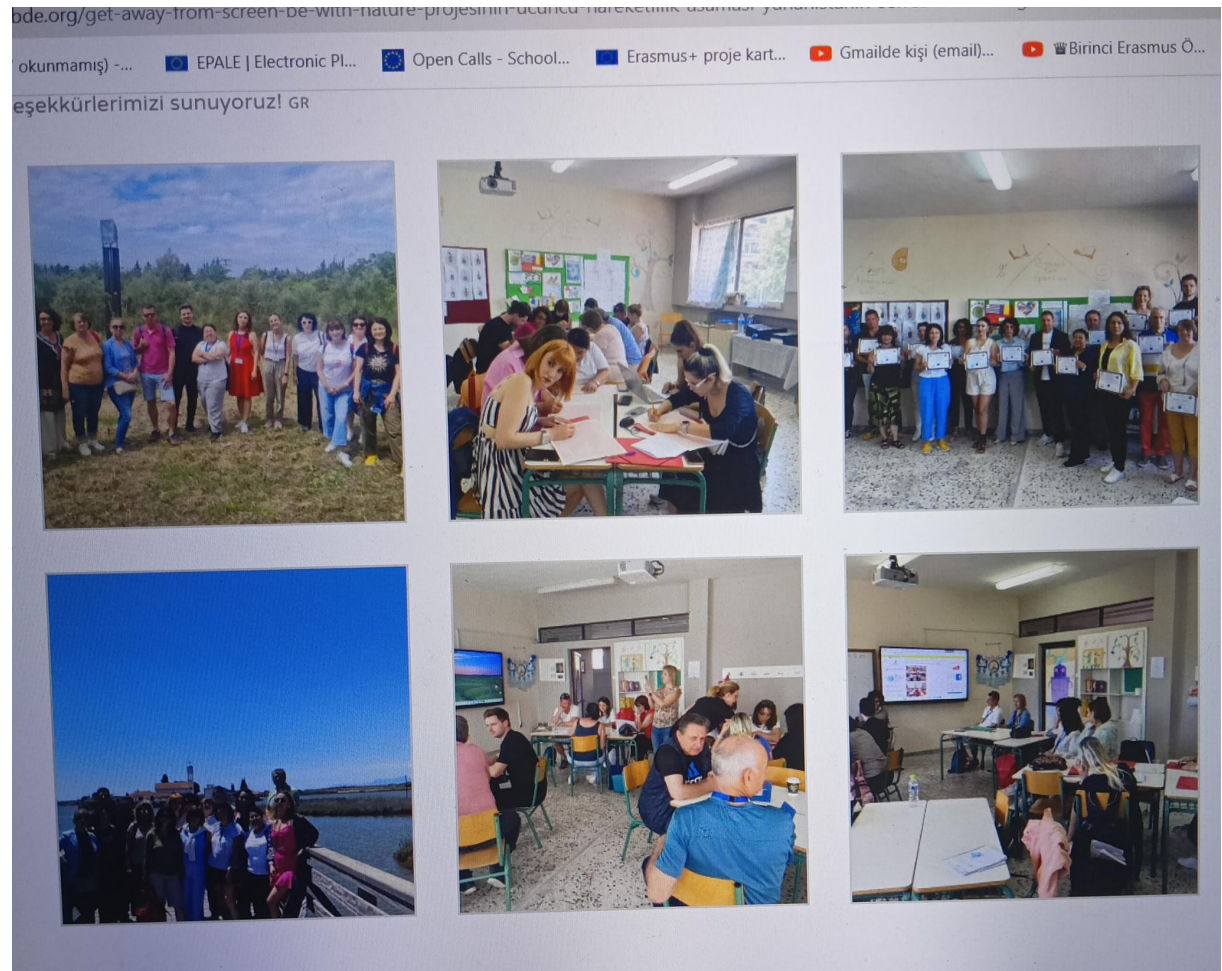 bde.org/get-away-from-screen-be-with-nature-projesinin-ucuncu-hareketlilik-asamasi-yunanistanin
okunmamış) -... EPALE | Electronic Pl... Open Calls - School... Erasmus+ proje kart... Gmailde kişi (email)... Birinci Erasmus Ö...
eşekkürlerimizi sunuyoruz! GR